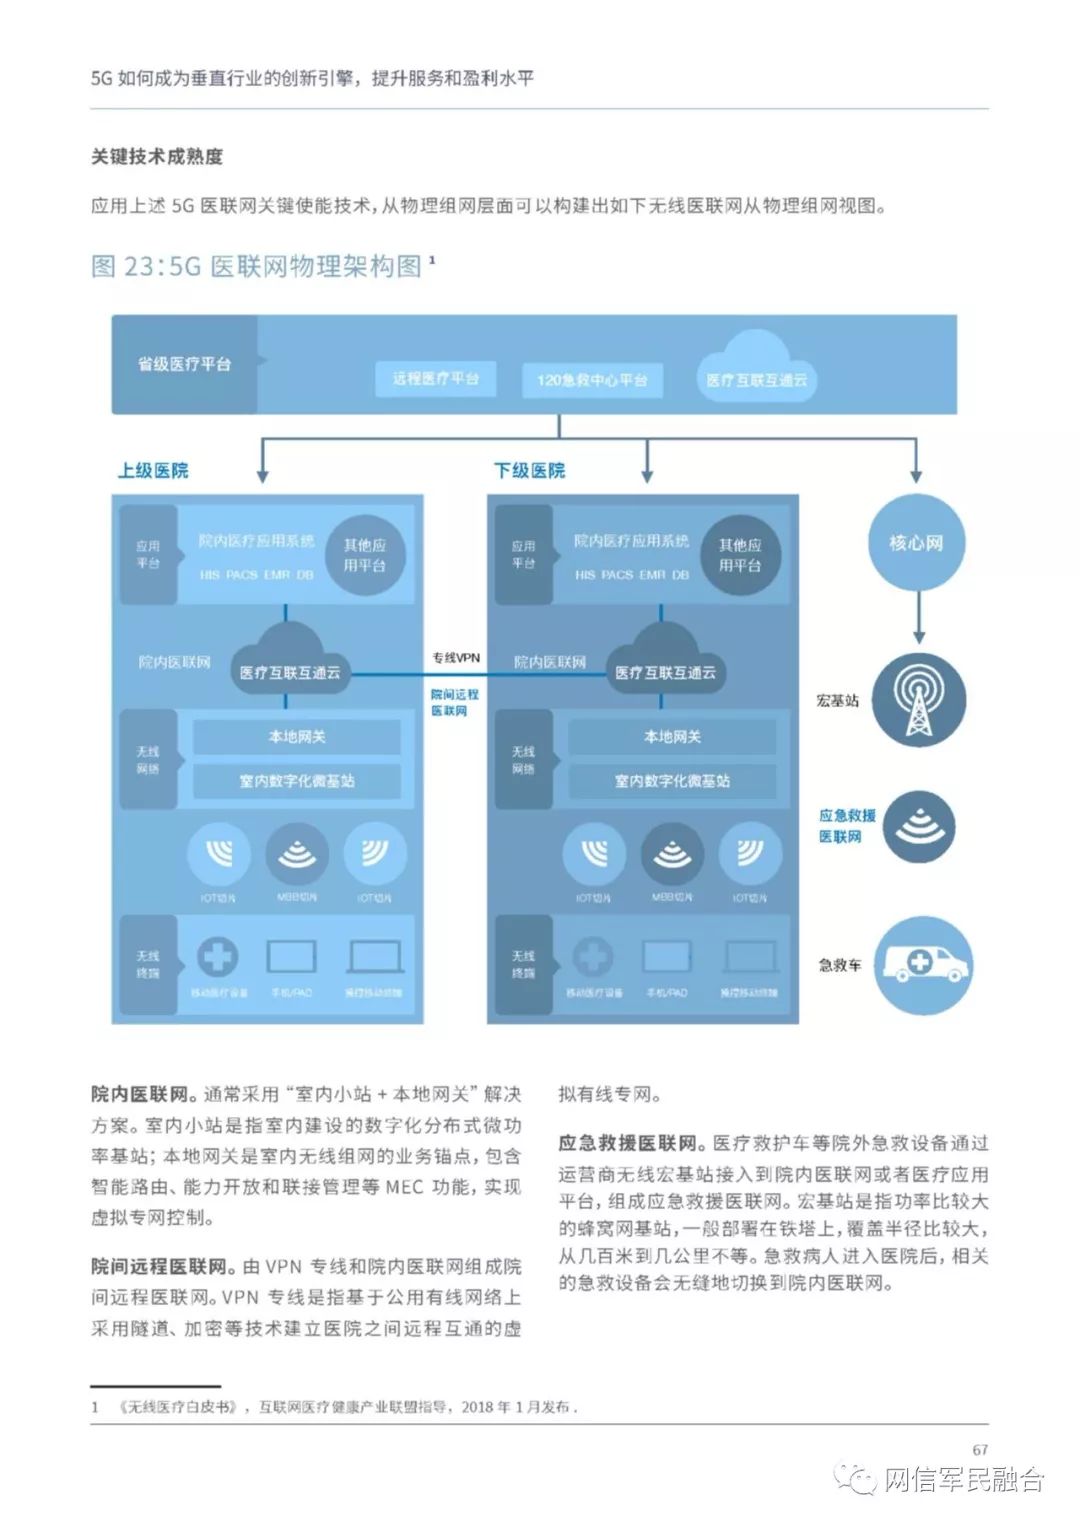 5G 如何成为垂直行业的创新引擎，提升服务和盈利水平
关键技术成熟度
应用上述 5G 医联网关键使能技术，从物理组网层面可以构建出如下无线医联网从物理组网视图。
图 23：5G 医联网物理架构图 1
省级医疗平台
远程医疗平台
120急救中心平台
医疗互联互通云
上级医院
应用
平台
院内医疗应用系统
HIS PACS EMR DB
其他应
用平台
院内医联网
医疗互联互通云
无线
网络
本地网关
室内数字化微基站
IOT切片
MBB切片
IOT切片
无线
终端
移动医疗设备
手机/PAD
操控移动终端
专线VPN
院间远程
医联网
下级医院
应用
平台
院内医疗应用系统
HIS PACS EMR DB
其他应
用平台
院内医联网
医疗互联互通云
无线
网络
本地网关
室内数字化微基站
IOT切片
MBB切片
IOT切片
无线
终端
移动医疗设备
手机/PAD
操控移动终端
核心网
宏基站
应急救援
医联网
急救车
院内医联网。通常采用“室内小站 + 本地网关”解决
方案。室内小站是指室内建设的数字化分布式微功
率基站；本地网关是室内无线组网的业务锚点，包含
智能路由、能力开放和联接管理等 MEC 功能，实现
虚拟专网控制。
院间远程医联网。由 VPN 专线和院内医联网组成院
间远程医联网。VPN 专线是指基于公用有线网络上
采用隧道、加密等技术建立医院之间远程互通的虚
拟有线专网。
应急救援医联网。医疗救护车等院外急救设备通过
运营商无线宏基站接入到院内医联网或者医疗应用
平台，组成应急救援医联网。宏基站是指功率比较大
的蜂窝网基站，一般部署在铁塔上，覆盖半径比较大，
从几百米到几公里不等。急救病人进入医院后，相关
的急救设备会无缝地切换到院内医联网。
1 《无线医疗白皮书》，互联网医疗健康产业联盟指导，2018 年 1 月发布 .
67
网信军民融合